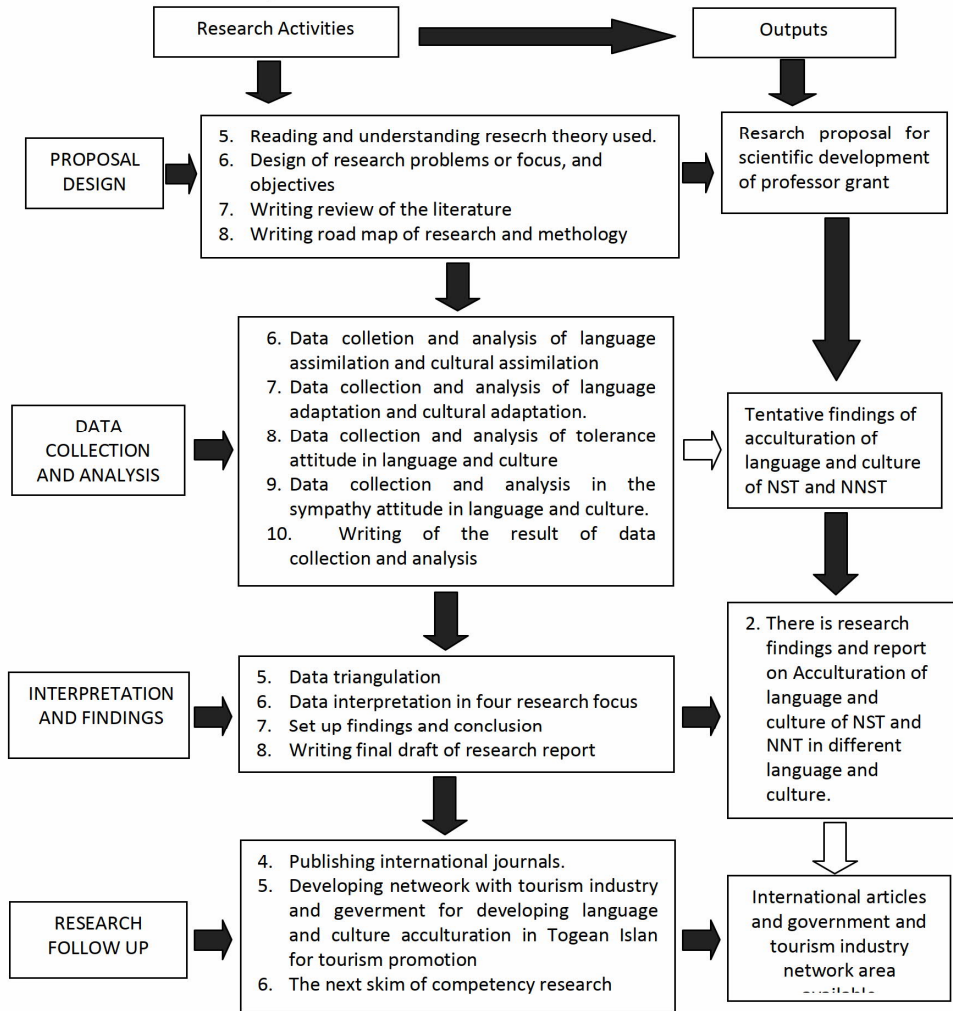 Research Activities
Outputs
PROPOSAL
DESIGN
5. Reading and understanding resecrh theory used.
6. Design of research problems or focus, and
objectives
7. Writing review of the literature
8. Writing road map of research and methology
Resarch proposal for
scientific development
of professor grant
DATA
COLLECTION
AND ANALYSIS
6. Data colletion and analysis of language
assimilation and cultural assimilation
7. Data collection and analysis of language
adaptation and cultural adaptation.
8. Data collection and analysis of tolerance
attitude in language and culture
9. Data collection and analysis in the
sympathy attitude in language and culture.
10. Writing of the result of data
collection and analysis
Tentative findings of
acculturation of
language and culture
of NST and NNST
INTERPRETATION
AND FINDINGS
5. Data triangulation
6. Data interpretation in four research focus
7. Set up findings and conclusion
8. Writing final draft of research report
2. There is research
findings and report
on Acculturation of
language and
culture of NST and
NNT in different
language and
culture.
RESEARCH
FOLLOW UP
4. Publishing international journals.
5. Developing netweork with tourism industry
and geverment for developing language
and culture acculturation in Togean Islan
for tourism promotion
6. The next skim of competency research
International articles
and government and
tourism industry
network area
available